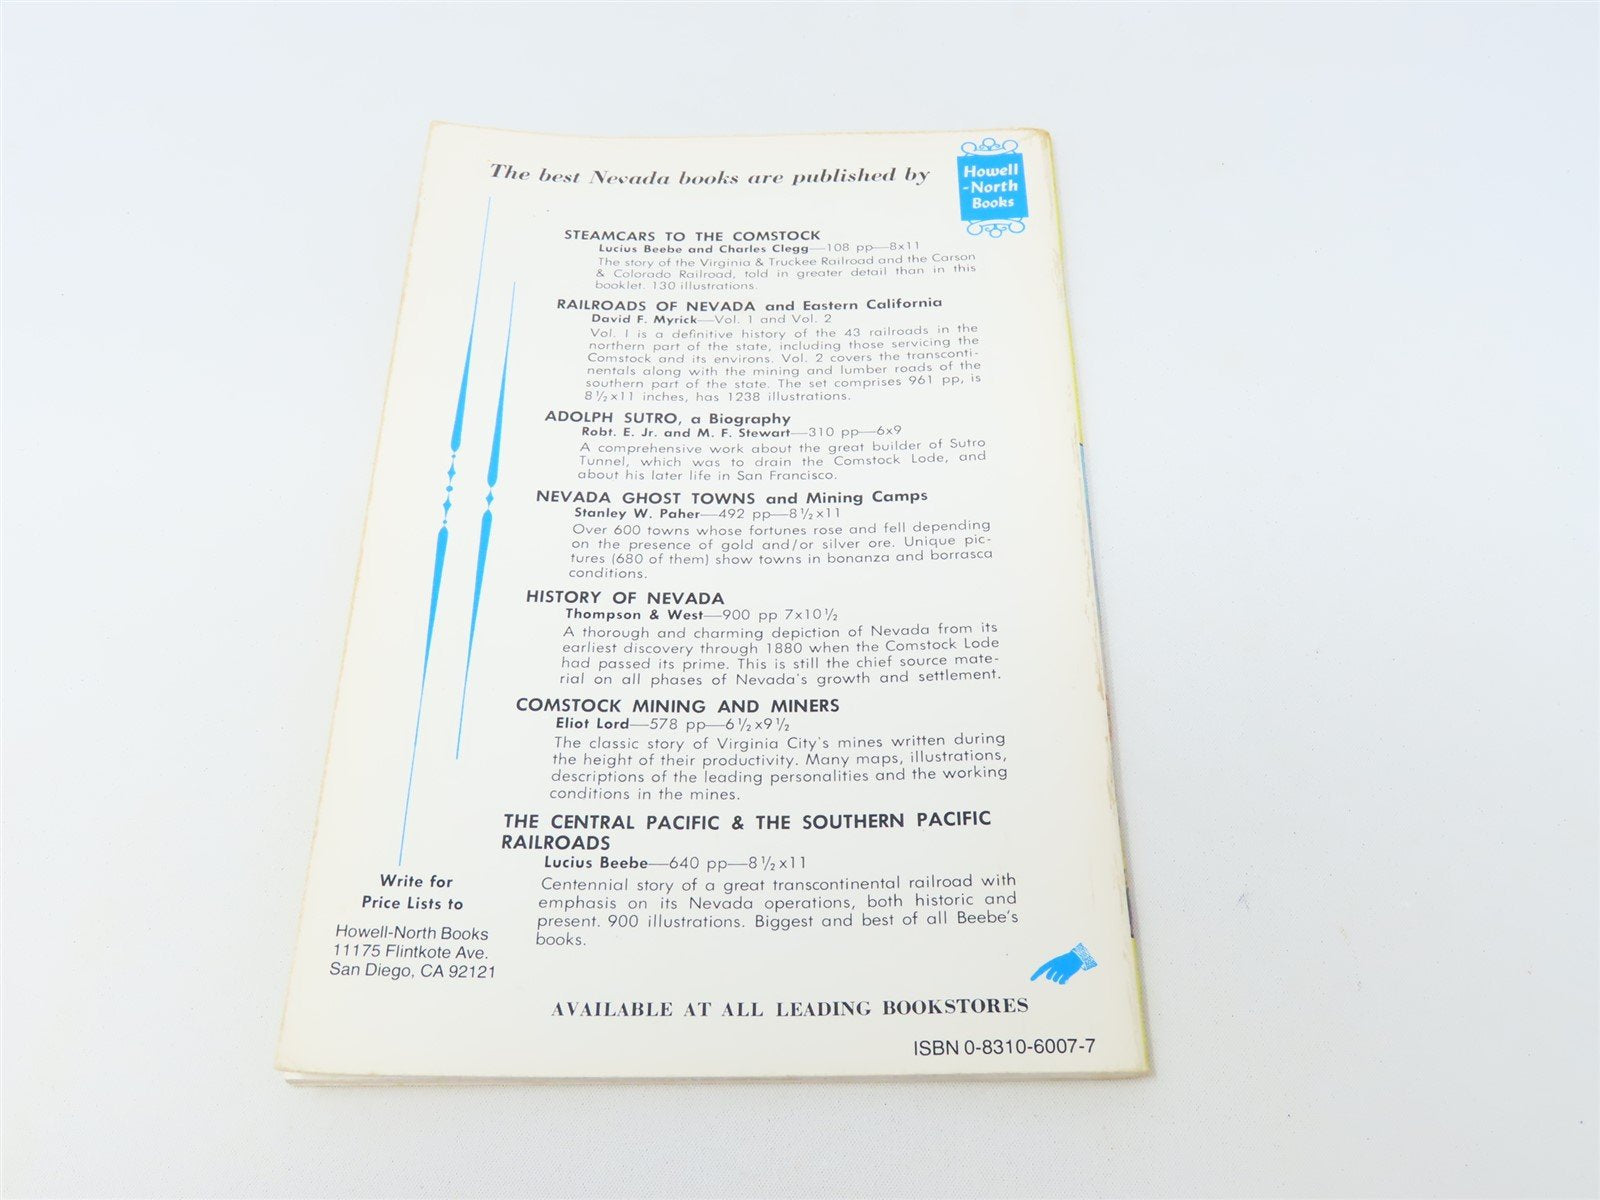 The best Nevada books are published by
Howell
-North
Books
STEAMCARS TO THE COMSTOCK
Lucius Beebe and Charles Clegg—108 pp—8x11
The story of the Virginia & Truckee Railroad and the Carson
& Colorado Railroad, told in greater detail than in this
booklet. 130 illustrations.
RAILROADS OF NEVADA and Eastern California
David F. Myrick—Vol. 1 and Vol. 2
Vol. I is a definitive history of the 43 railroads in the
northern part of the state, including those servicing the
Comstock and its environs. Vol. 2 covers the transconti-
nentals along with the mining and lumber roads of the
southern part of the state. The set comprises 961 pp, is
8½x11 inches, has 1238 illustrations.
ADOLPH SUTRO, a Biography
Robt. E. Jr. and M. F. Stewart—310 pp—6x9
A comprehensive work about the great builder of Sutro
Tunnel, which was to drain the Comstock Lode, and
about his later life in San Francisco.
NEVADA GHOST TOWNS and Mining Camps
Stanley W. Paher—492 pp—8½x11
Over 600 towns whose fortunes rose and fell depending
on the presence of gold and/or silver ore. Unique pic-
tures (680 of them) show towns in bonanza and borrasca
conditions.
HISTORY OF NEVADA
Thompson & West—900 pp 7x10½
A thorough and charming depiction of Nevada from its
earliest discovery through 1880 when the Comstock Lode
had passed its prime. This is still the chief source mate-
rial on all phases of Nevada's growth and settlement.
COMSTOCK MINING AND MINERS
Eliot Lord—578 pp—6½x9½
The classic story of Virginia City's mines written during
the height of their productivity. Many maps, illustrations,
descriptions of the leading personalities and the working
conditions in the mines.
THE CENTRAL PACIFIC & THE SOUTHERN PACIFIC
RAILROADS
Lucius Beebe—640 pp—8½x11
Centennial story of a great transcontinental railroad with
emphasis on its Nevada operations, both historic and
present. 900 illustrations. Biggest and best of all Beebe's
books.
Write for
Price Lists to
Howell-North Books
11175 Flintkote Ave.
San Diego, CA 92121
AVAILABLE AT ALL LEADING BOOKSTORES
ISBN 0-8310-6007-7